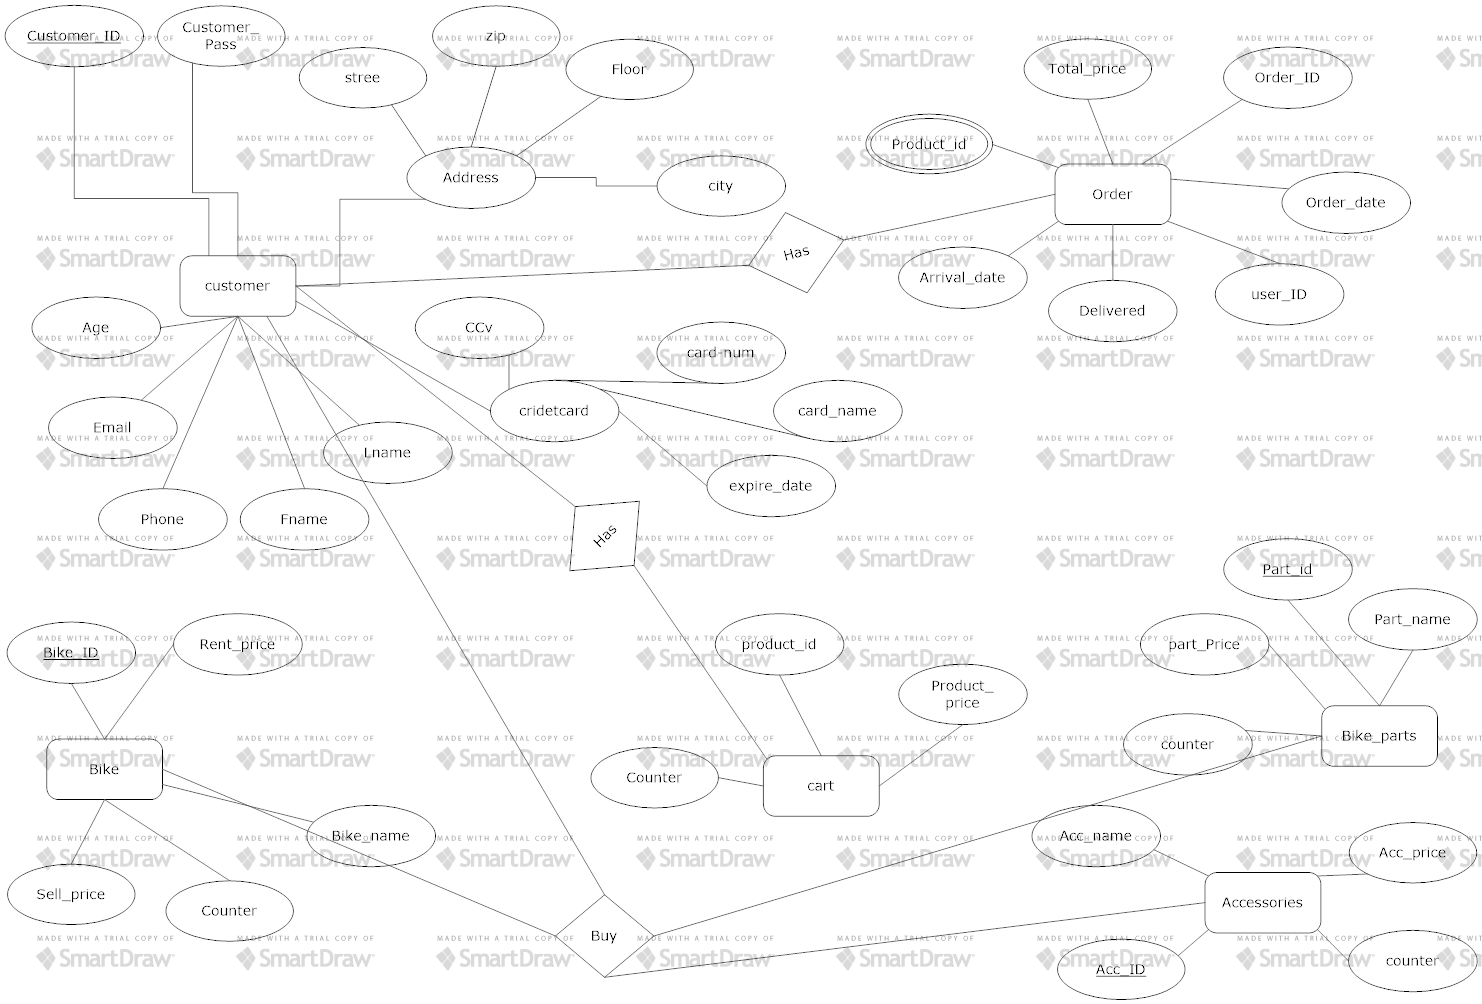 Customer_ID
Customer_
Pass
stree
zip
Floor
Address
city
customer
Age
Email
Phone
Fname
Lname
Has
Total_price
Order_ID
Product_id
Order
Order_date
Arrival_date
Delivered
user_ID
CCv
card-num
cridetcard
card_name
expire_date
Has
Bike_ID
Rent_price
Bike
Bike_name
Sell_price
Counter
product_id
Product_
price
Counter
cart
Part_id
Part_name
part_Price
counter
Bike_parts
Acc_name
Acc_price
Accessories
Acc_ID
counter
Buy
MADE WITH A TRIAL COPY OF
SmartDraw